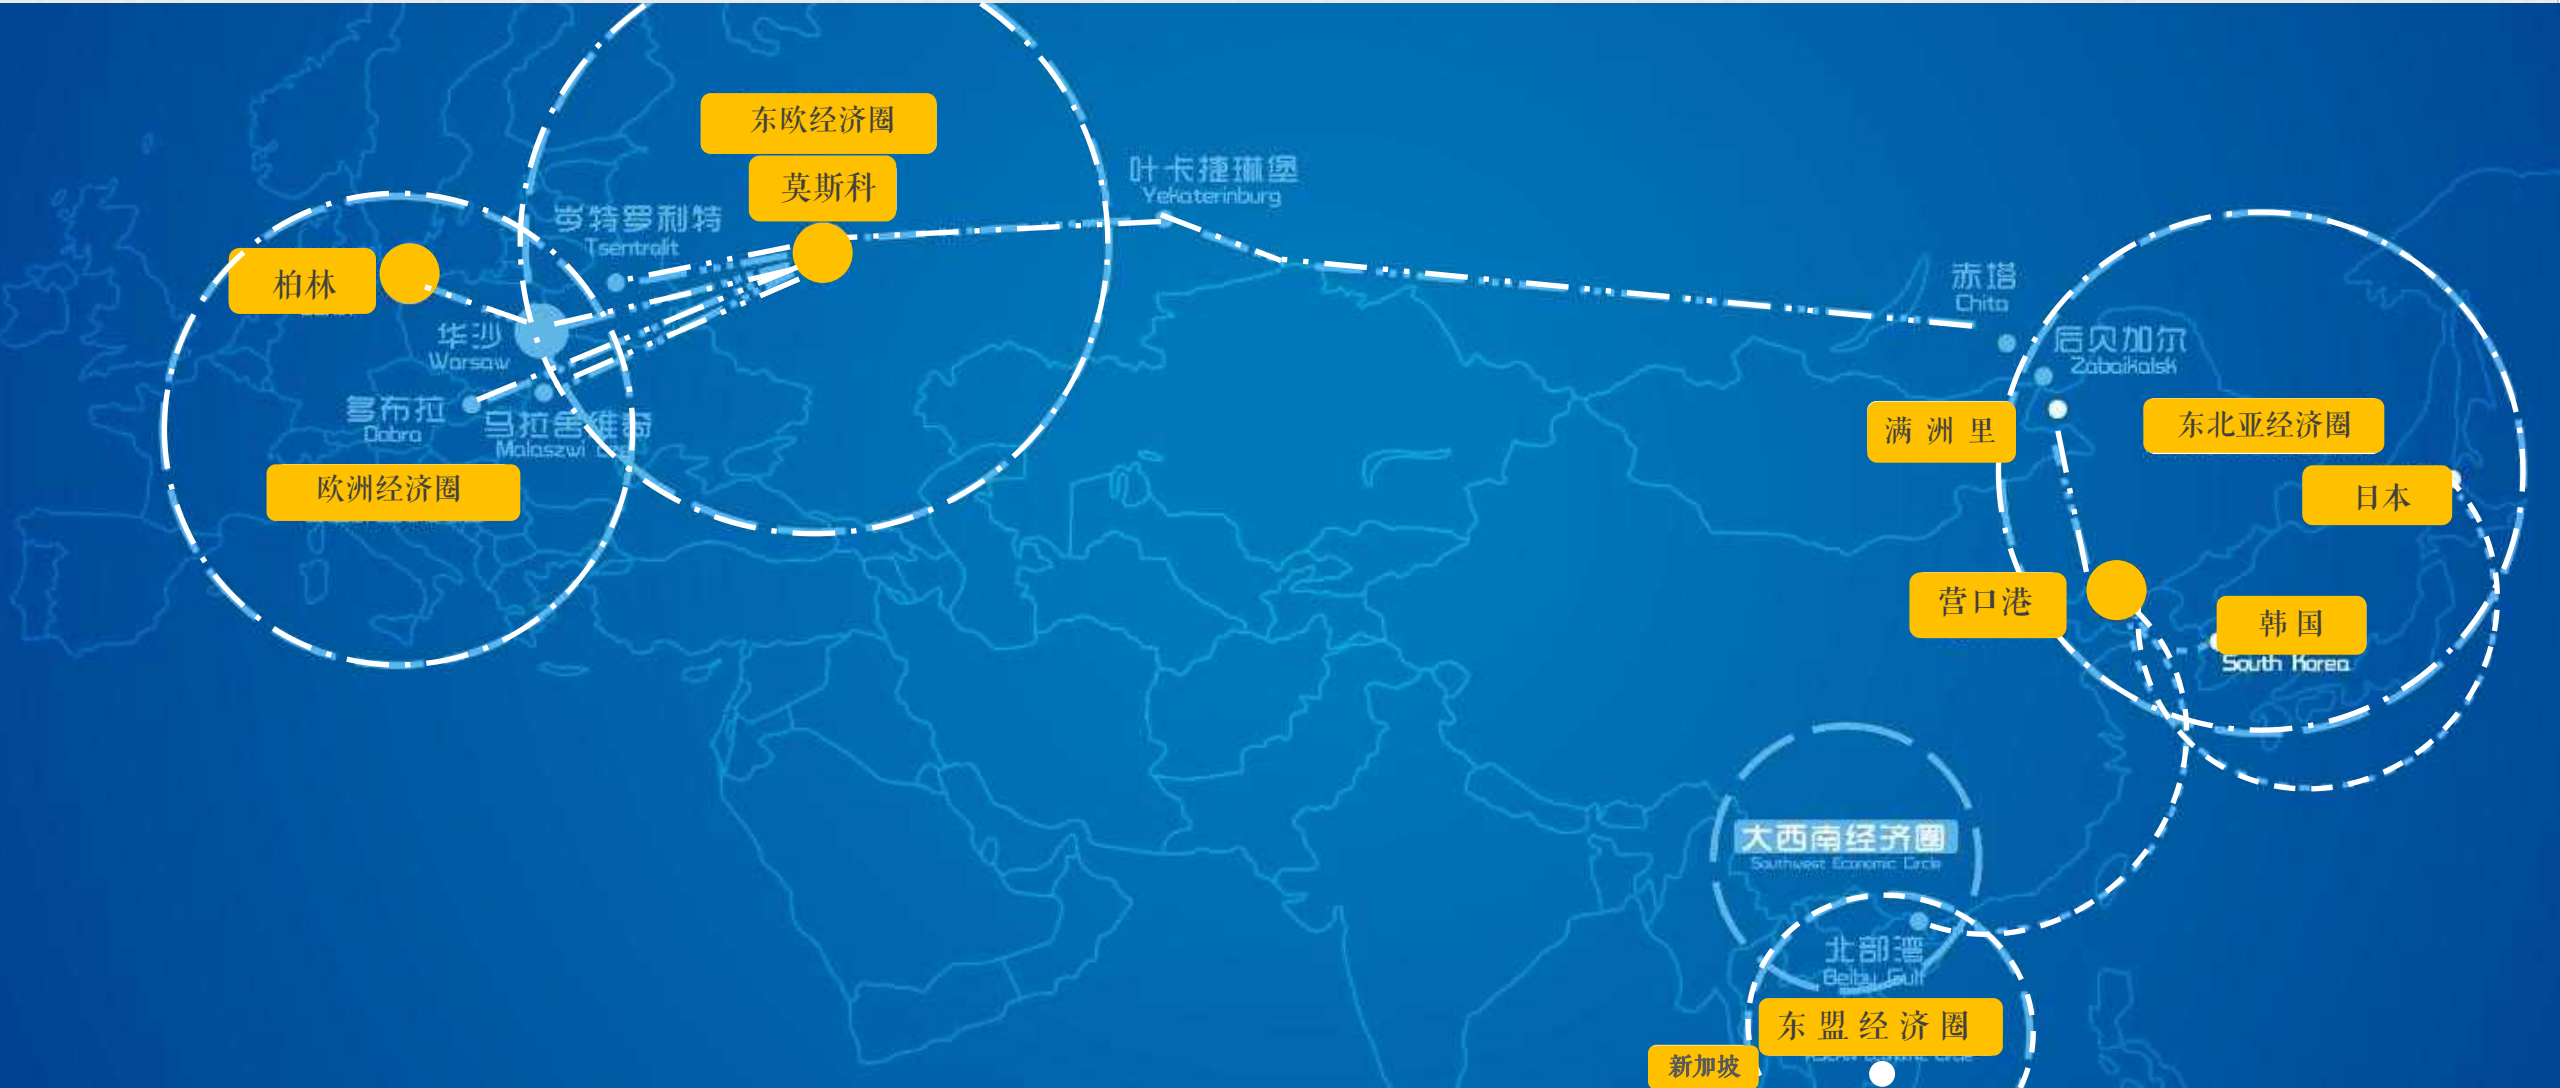 东欧经济圈
莫斯科
叶卡捷琳堡
Yekaterinburg
岑特罗利特
Tsentrolit
柏林
华沙
Warsaw
多布拉
Dobra
马拉舍维奇
Malaszwi
欧洲经济圈
赤塔
Chita
后贝加尔
Zabaikalsk
满洲里
东北亚经济圈
日本
营口港
韩国
South Korea
大西南经济圈
Southwest Economic Circle
北部湾
Beibu Gulf
东盟经济圈
新加坡